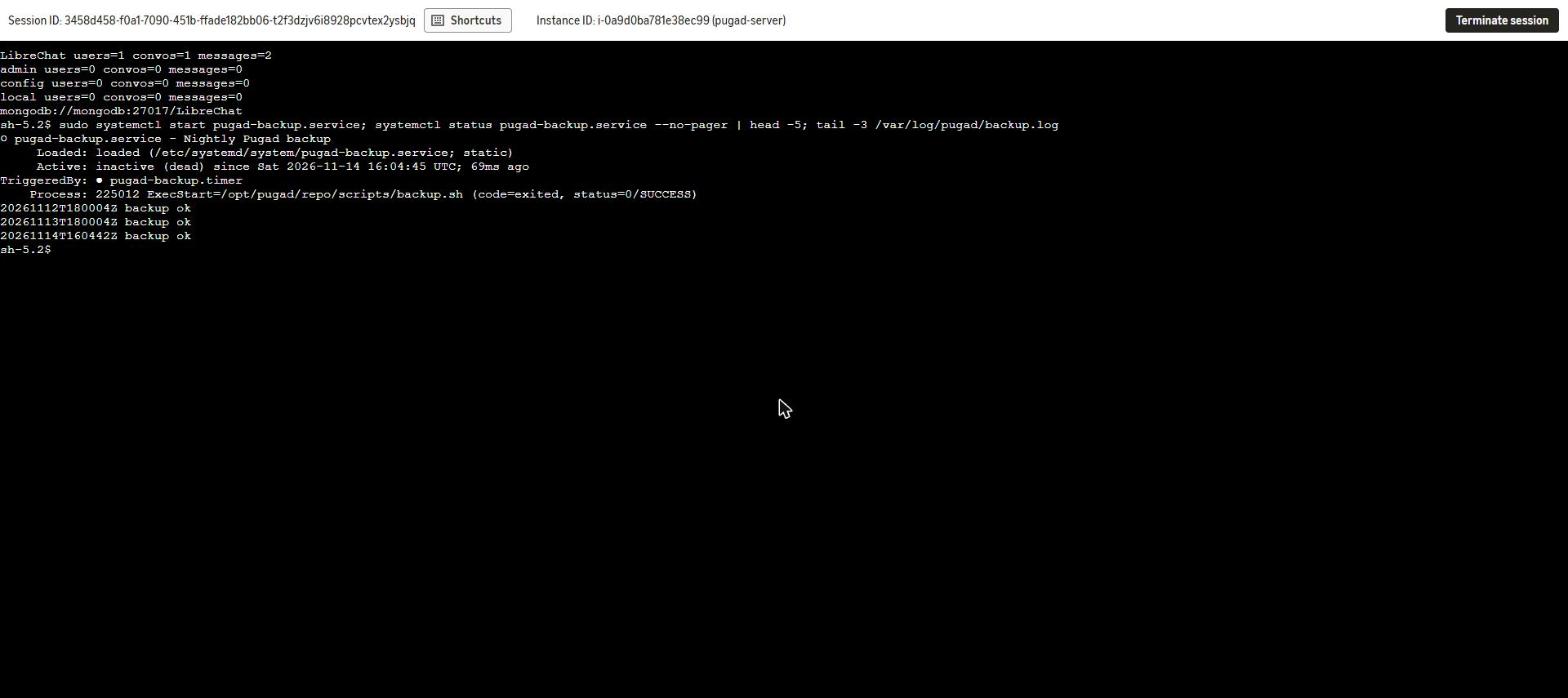 Session ID: 3458d458-f0a1-7090-451b-ffade182bb06-t2f3dzjv6i8928pcvtex2ysbjq Shortcuts Instance ID: i-0a9d0ba781e38ec99 (pugad-server) Terminate session
LibreChat users=1 convos=1 messages=2
admin users=0 convos=0 messages=0
config users=0 convos=0 messages=0
local users=0 convos=0 messages=0
mongodb://mongodb:27017/LibreChat
sh-5.2$ sudo systemctl start pugad-backup.service; systemctl status pugad-backup.service --no-pager | head -5; tail -3 /var/log/pugad/backup.log
○ pugad-backup.service - Nightly Pugad backup
     Loaded: loaded (/etc/systemd/system/pugad-backup.service; static)
     Active: inactive (dead) since Sat 2026-11-14 16:04:45 UTC; 69ms ago
TriggeredBy: ● pugad-backup.timer
    Process: 225012 ExecStart=/opt/pugad/repo/scripts/backup.sh (code=exited, status=0/SUCCESS)
20261112T180004Z backup ok
20261113T180004Z backup ok
20261114T160442Z backup ok
sh-5.2$